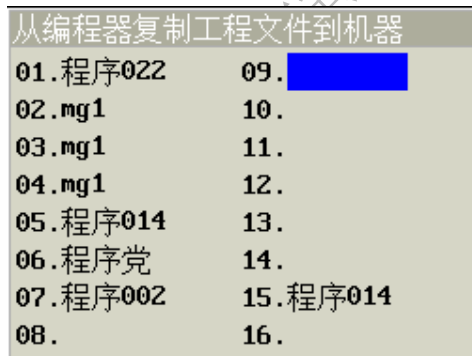 从编程器复制工程文件到机器
01.程序022 09.
02.mg1 10.
03.mg1 11.
04.mg1 12.
05.程序014 13.
06.程序党 14.
07.程序002 15.程序014
08. 16.